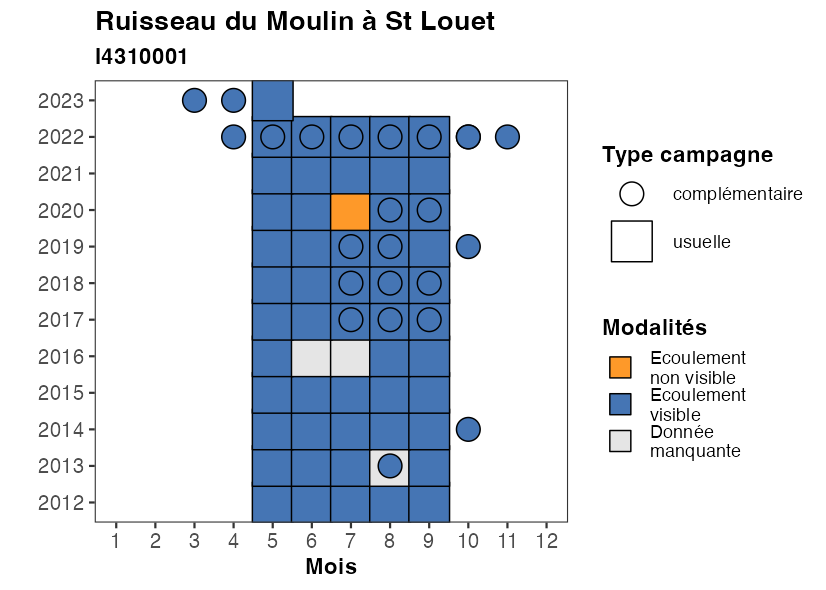 Ruisseau du Moulin à St Louet
I4310001
2023
2022
2021
2020
2019
2018
2017
2016
2015
2014
2013
2012
1 2 3 4 5 6 7 8 9 10 11 12
Mois
Type campagne
complémentaire
usuelle
Modalités
Ecoulement
non visible
Ecoulement
visible
Donnée
manquante